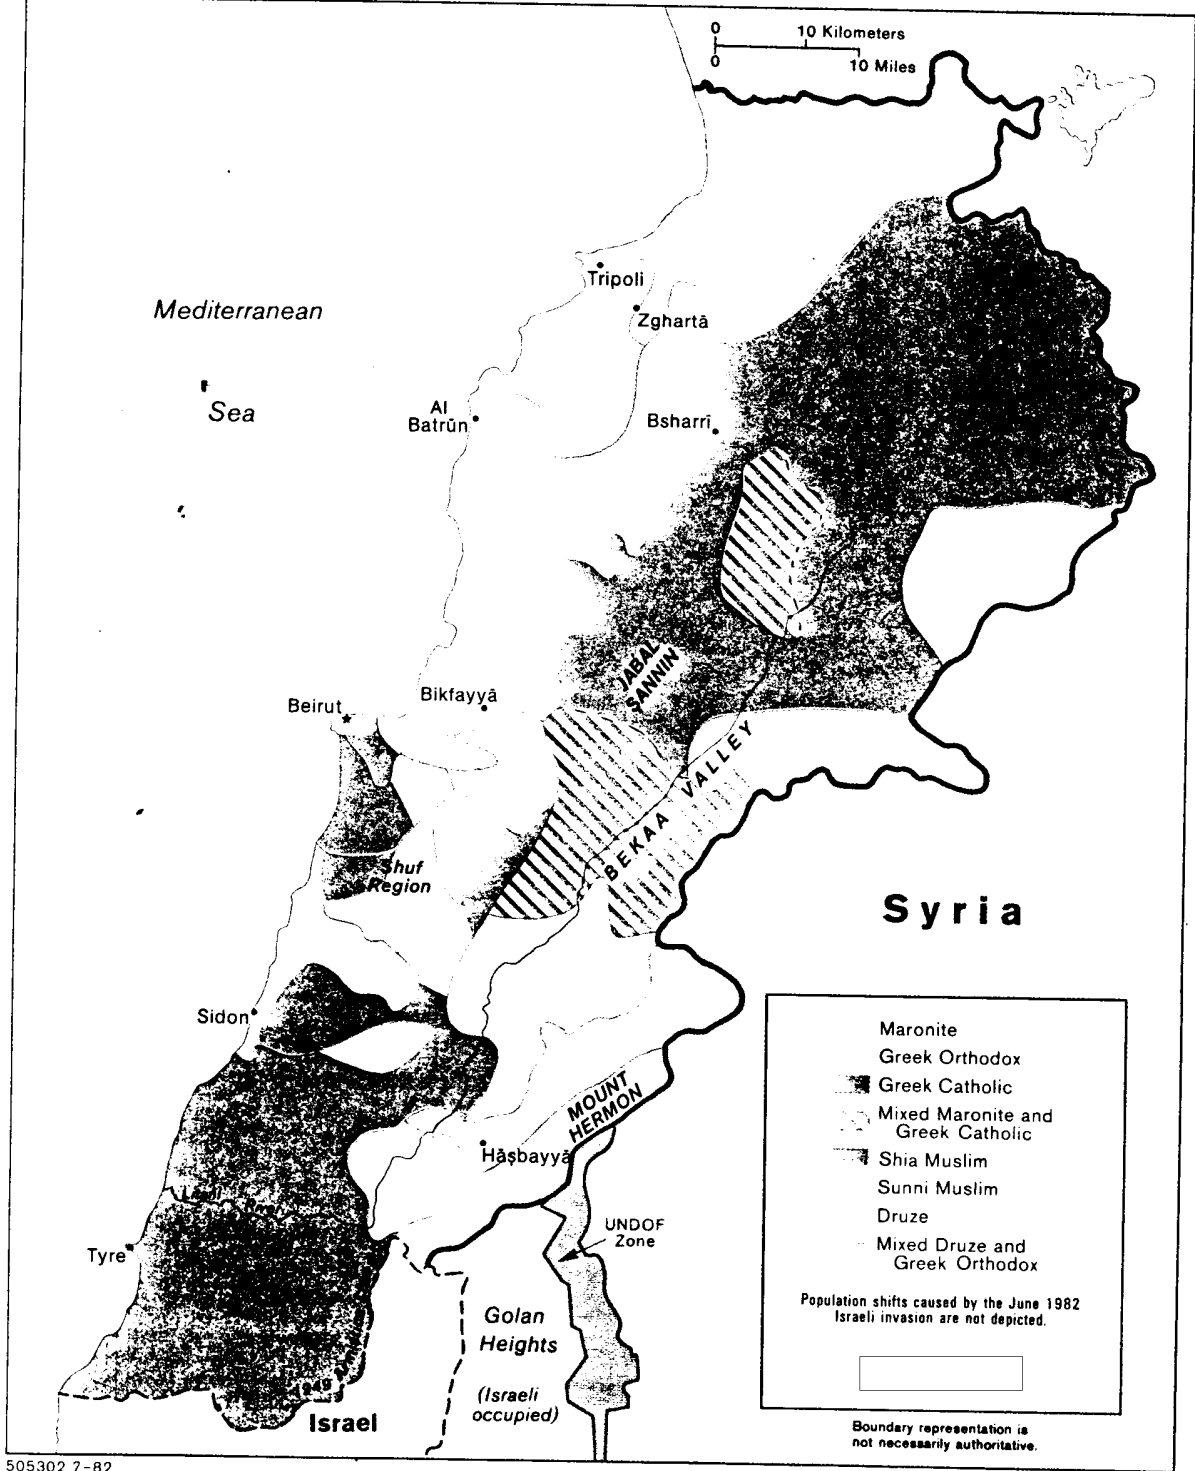 0 10 Kilometers
0 10 Miles
Tripoli
Mediterranean
Zghartā
Sea
Al
Batrūn
Bsharrī
JABAL
SANNIN
Bikfayyā
Beirut
BEKAA VALLEY
Shuf
Region
Syria
Sidon
MOUNT
HERMON
Hāṣbayyā
UNDOF
Zone
Tyre
Golan
Heights
(Israeli
occupied)
1949
Israel
Maronite
Greek Orthodox
Greek Catholic
Mixed Maronite and
Greek Catholic
Shia Muslim
Sunni Muslim
Druze
Mixed Druze and
Greek Orthodox
Population shifts caused by the June 1982
Israeli invasion are not depicted.
Boundary representation is
not necessarily authoritative.
505302 7-82